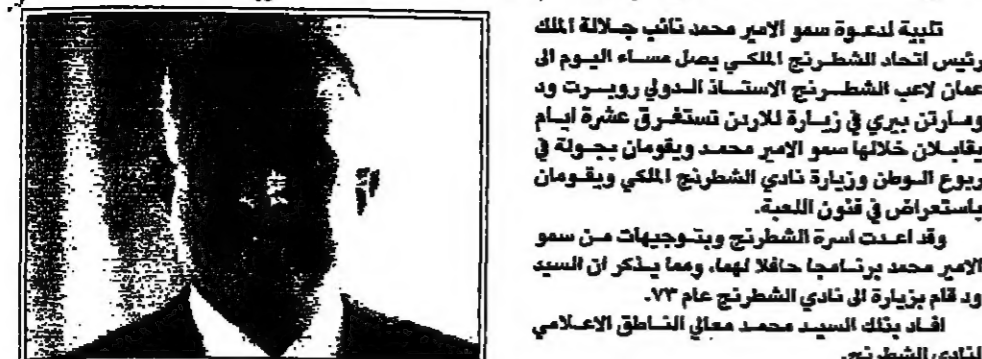 تلبية لدعوة سمو الامير محمد نائب جلالة الملك
رئيس اتحاد الشطرنج الملكي يصل مساء اليوم الى
عمان لاعب الشطرنج الاستاذ الدولي روبرت ود
ومارتن بيري في زيارة للاردن تستغرق عشرة ايام
يقابلان خلالها سمو الامير محمد ويقومان بجولة في
ربوع الوطن وزيارة نادي الشطرنج الملكي ويقومان
باستعراض في فنون اللعبة.
وقد اعدت اسرة الشطرنج وبتوجيهات من سمو
الامير محمد برنامجا حافلا لهما، ومما يذكر ان السيد
ود قام بزيارة الى نادي الشطرنج عام ٧٣.
افاد بذلك السيد محمد معالي الناطق الاعلامي
لنادي الشطرنج.